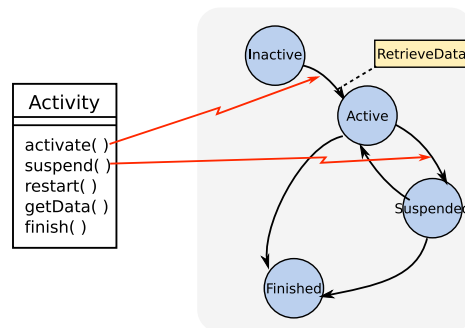 Inactive
RetrieveData
Activity
Active
activate( )
suspend( )
restart( )
getData( )
finish( )
Suspended
Finished